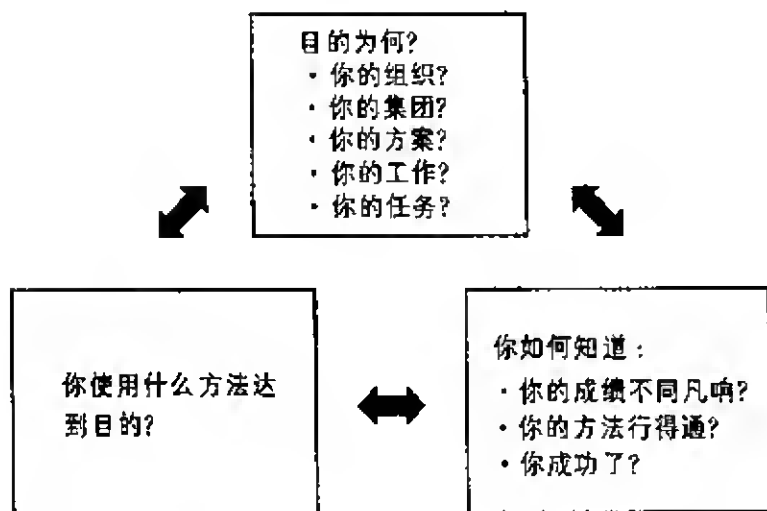 目的为何?
· 你的组织?
· 你的集团?
· 你的方案?
· 你的工作?
· 你的任务?
你使用什么方法达
到目的?
你如何知道:
· 你的成绩不同凡响?
· 你的方法行得通?
· 你成功了?